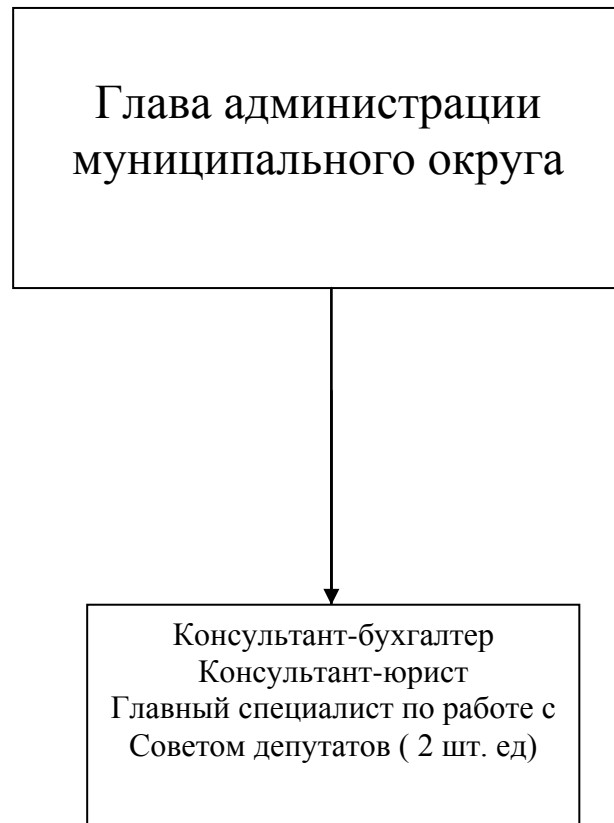 Глава администрации
муниципального округа
Консультант-бухгалтер
Консультант-юрист
Главный специалист по работе с
Советом депутатов ( 2 шт. ед)